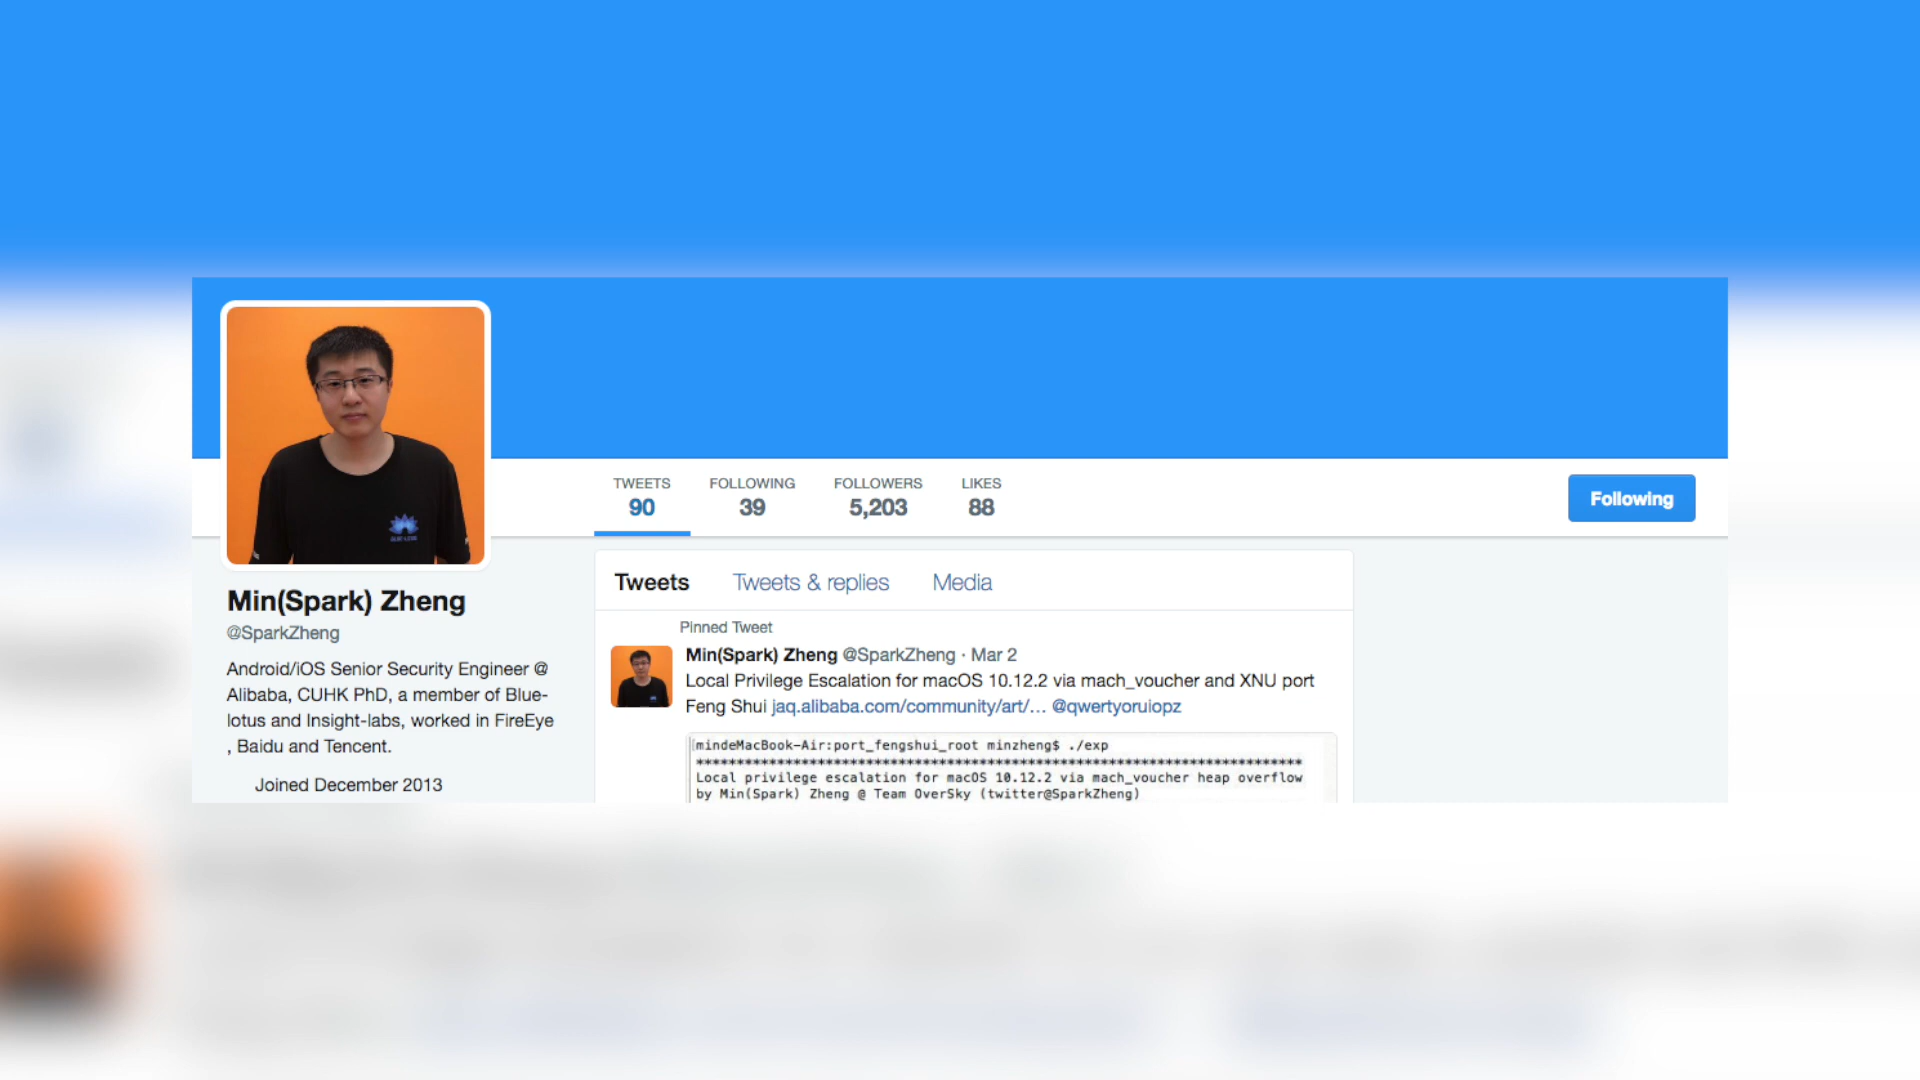 TWEETS FOLLOWING FOLLOWERS LIKES
90 39 5,203 88
Following
Min(Spark) Zheng
@SparkZheng
Android/iOS Senior Security Engineer @
Alibaba, CUHK PhD, a member of Blue-
lotus and Insight-labs, worked in FireEye
, Baidu and Tencent.
Joined December 2013
Tweets Tweets & replies Media
Pinned Tweet
Min(Spark) Zheng @SparkZheng · Mar 2
Local Privilege Escalation for macOS 10.12.2 via mach_voucher and XNU port
Feng Shui jaq.alibaba.com/community/art/… @qwertyoruiopz
[mindeMacBook-Air:port_fengshui_root minzheng$ ./exp
****************************************************************************
Local privilege escalation for macOS 10.12.2 via mach_voucher heap overflow
by Min(Spark) Zheng @ Team OverSky (twitter@SparkZheng)